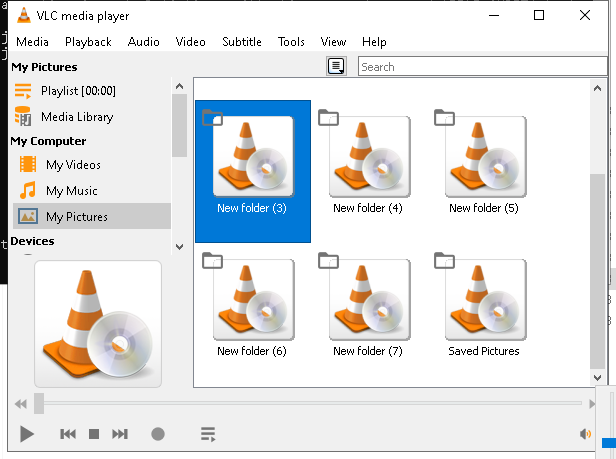 VLC media player
Media Playback Audio Video Subtitle Tools View Help
My Pictures
Search
Playlist [00:00]
Media Library
My Computer
My Videos
My Music
My Pictures
Devices
New folder (3) New folder (4) New folder (5)
New folder (6) New folder (7) Saved Pictures